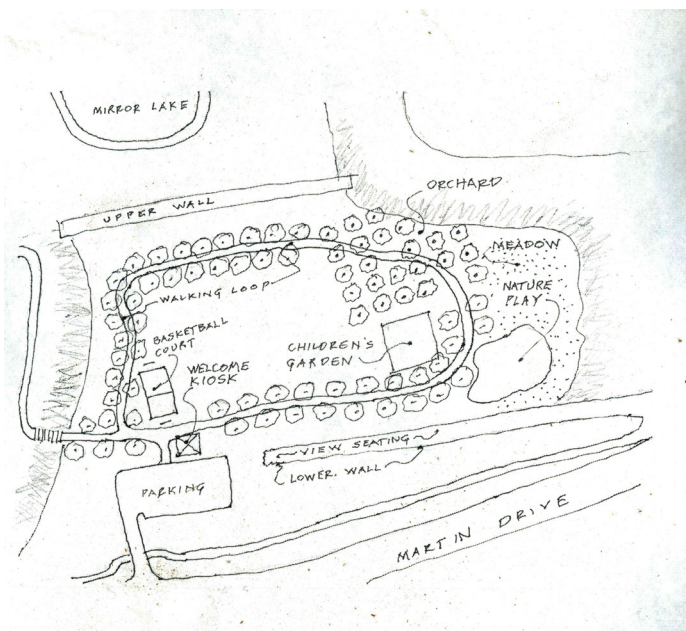 MIRROR LAKE
ORCHARD
UPPER WALL
MEADOW
WALKING LOOP
NATURE
PLAY
BASKETBALL
COURT
CHILDREN'S
GARDEN
WELCOME
KIOSK
VIEW SEATING
LOWER WALL
PARKING
MARTIN DRIVE